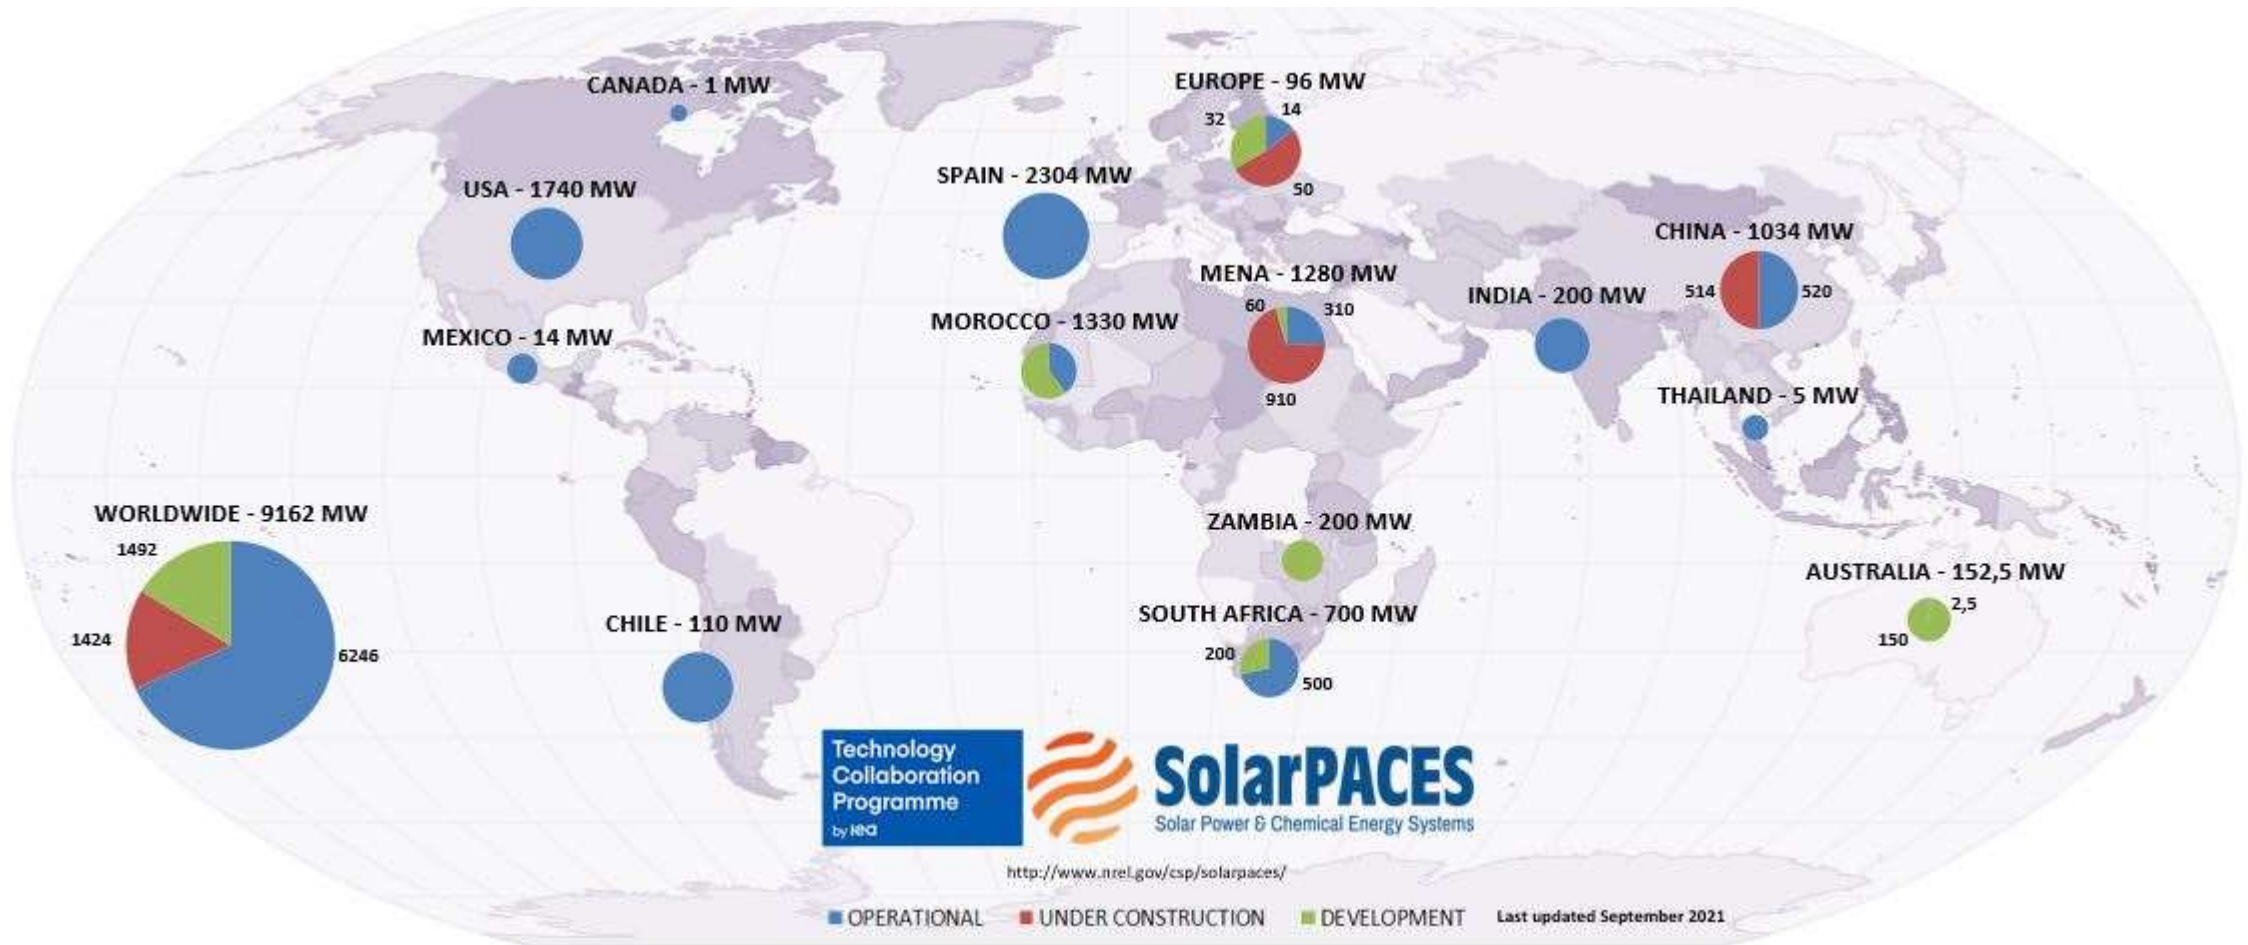 CANADA - 1 MW
EUROPE - 96 MW
32
14
50
USA - 1740 MW
SPAIN - 2304 MW
CHINA - 1034 MW
514
520
MENA - 1280 MW
60
310
910
INDIA - 200 MW
MOROCCO - 1330 MW
MEXICO - 14 MW
THAILAND - 5 MW
WORLDWIDE - 9162 MW
1492
1424
6246
ZAMBIA - 200 MW
AUSTRALIA - 152,5 MW
2,5
150
CHILE - 110 MW
SOUTH AFRICA - 700 MW
200
500
Technology
Collaboration
Programme
by iea
SolarPACES
Solar Power & Chemical Energy Systems
http://www.nrel.gov/csp/solarpaces/
OPERATIONAL UNDER CONSTRUCTION DEVELOPMENT Last updated September 2021